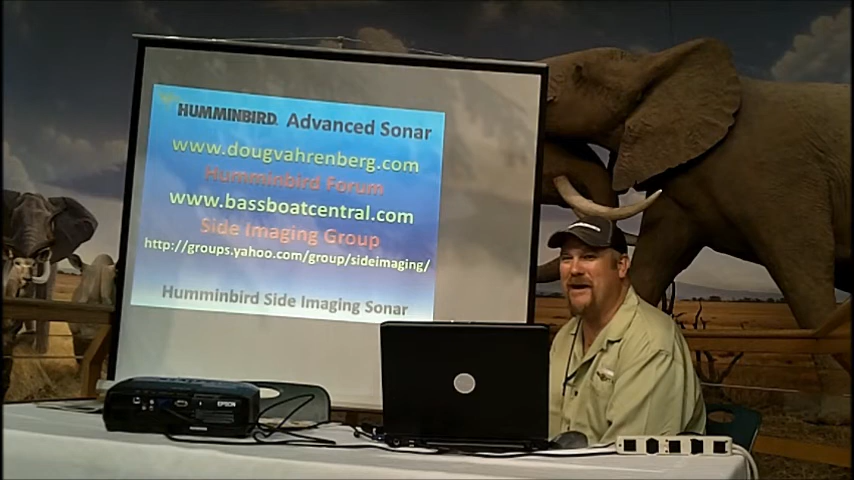 HUMMINBIRD. Advanced Sonar
www.dougvahrenberg.com
Humminbird Forum
www.bassboatcentral.com
Side Imaging Group
http://groups.yahoo.com/group/sideimaging/
Humminbird Side Imaging Sonar
EPSON